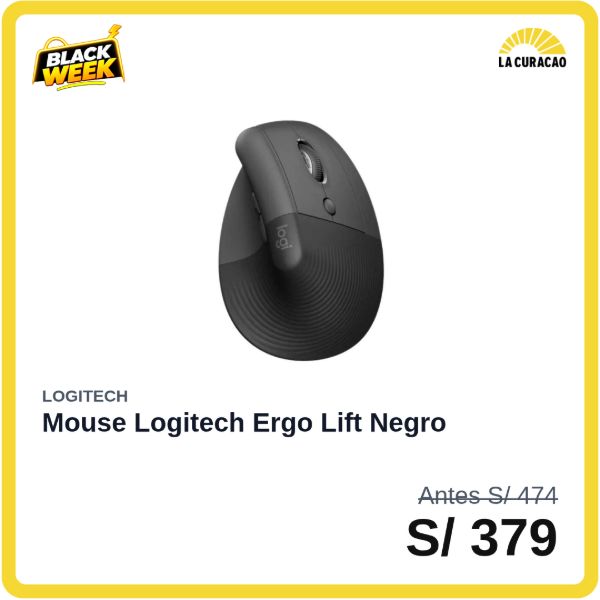 BLACK
WEEK
LA CURACAO
logi
LOGITECH
Mouse Logitech Ergo Lift Negro
Antes S/ 474
S/ 379